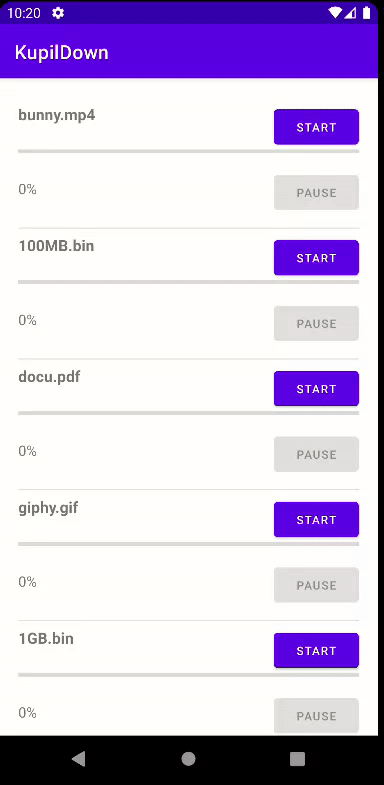 10:20
KupilDown
bunny.mp4
START
0%
PAUSE
100MB.bin
START
0%
PAUSE
docu.pdf
START
0%
PAUSE
giphy.gif
START
0%
PAUSE
1GB.bin
START
0%
PAUSE